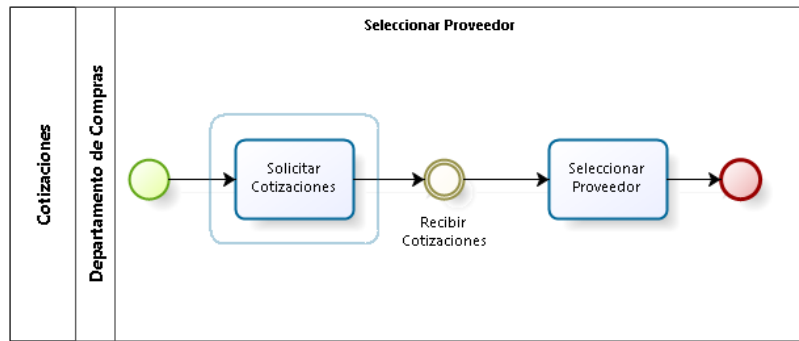 Seleccionar Proveedor
Cotizaciones
Departamento de Compras
Solicitar
Cotizaciones
Recibir
Cotizaciones
Seleccionar
Proveedor